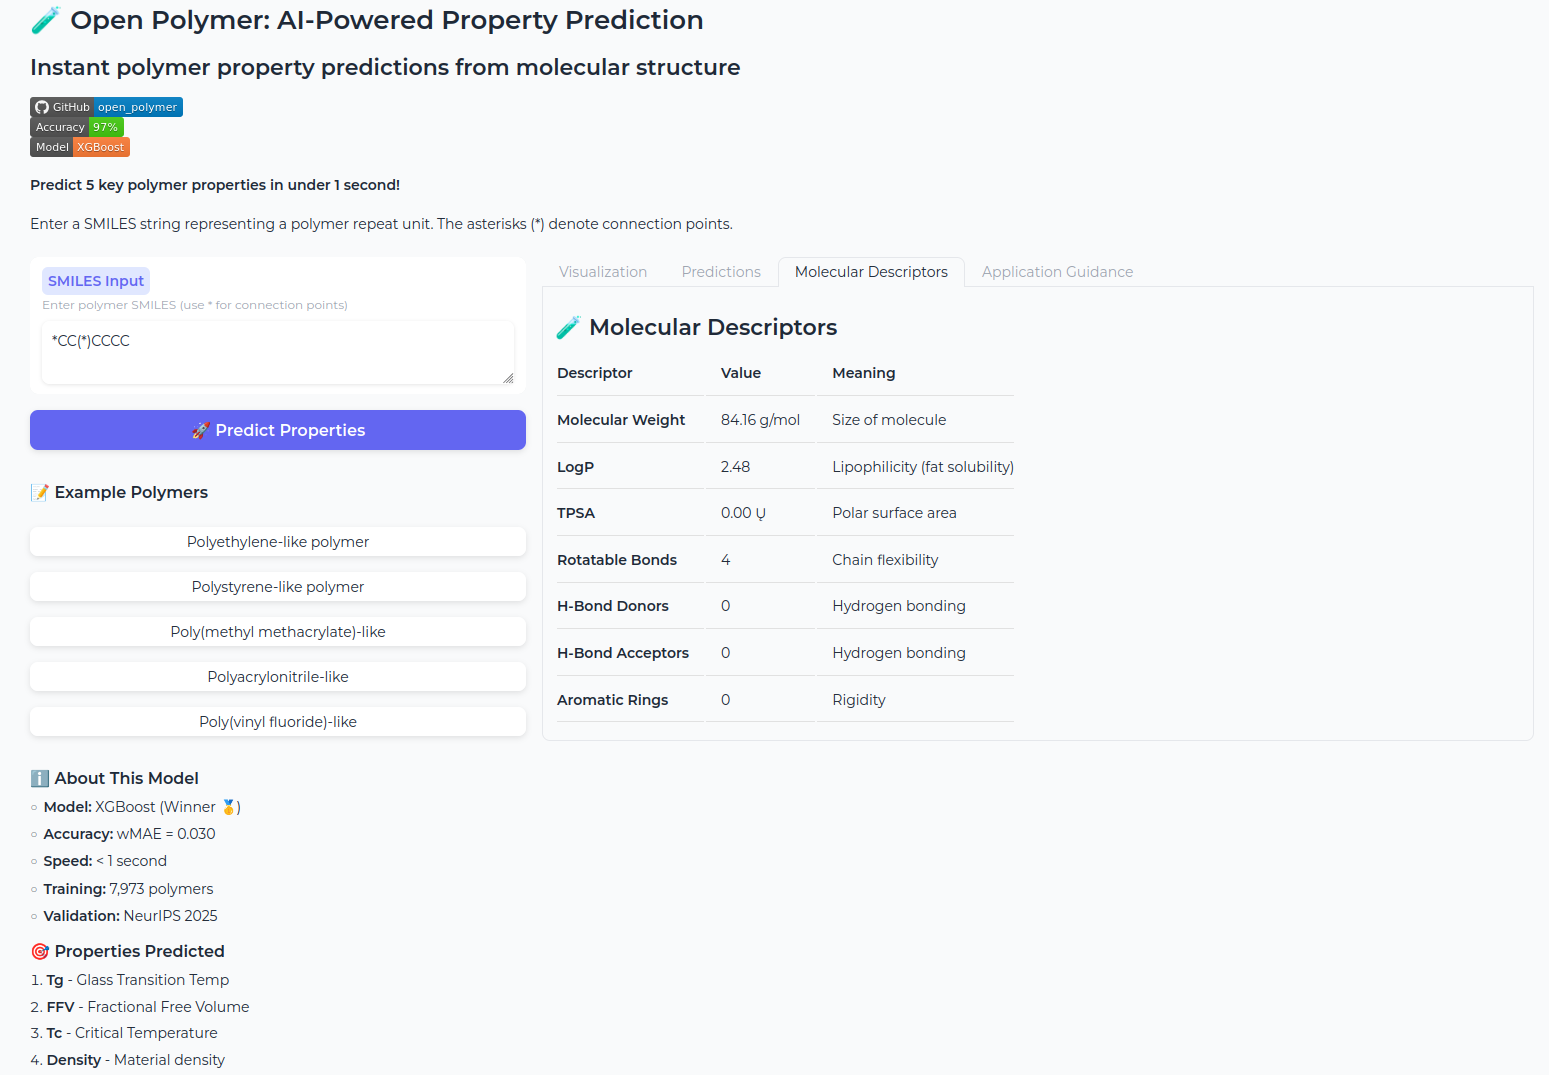 Open Polymer: AI-Powered Property Prediction
Instant polymer property predictions from molecular structure
GitHub open_polymer
Accuracy 97%
Model XGBoost
Predict 5 key polymer properties in under 1 second!
Enter a SMILES string representing a polymer repeat unit. The asterisks (*) denote connection points.
SMILES Input
Enter polymer SMILES (use * for connection points)
*CC(*)CCCC
🚀 Predict Properties
📝 Example Polymers
Polyethylene-like polymer
Polystyrene-like polymer
Poly(methyl methacrylate)-like
Polyacrylonitrile-like
Poly(vinyl fluoride)-like
ℹ️ About This Model
Model: XGBoost (Winner 🥇)
Accuracy: wMAE = 0.030
Speed: < 1 second
Training: 7,973 polymers
Validation: NeurIPS 2025
🎯 Properties Predicted
1. Tg - Glass Transition Temp
2. FFV - Fractional Free Volume
3. Tc - Critical Temperature
4. Density - Material density
Visualization Predictions Molecular Descriptors Application Guidance
🧪 Molecular Descriptors
Descriptor Value Meaning
Molecular Weight 84.16 g/mol Size of molecule
LogP 2.48 Lipophilicity (fat solubility)
TPSA 0.00 Ų Polar surface area
Rotatable Bonds 4 Chain flexibility
H-Bond Donors 0 Hydrogen bonding
H-Bond Acceptors 0 Hydrogen bonding
Aromatic Rings 0 Rigidity